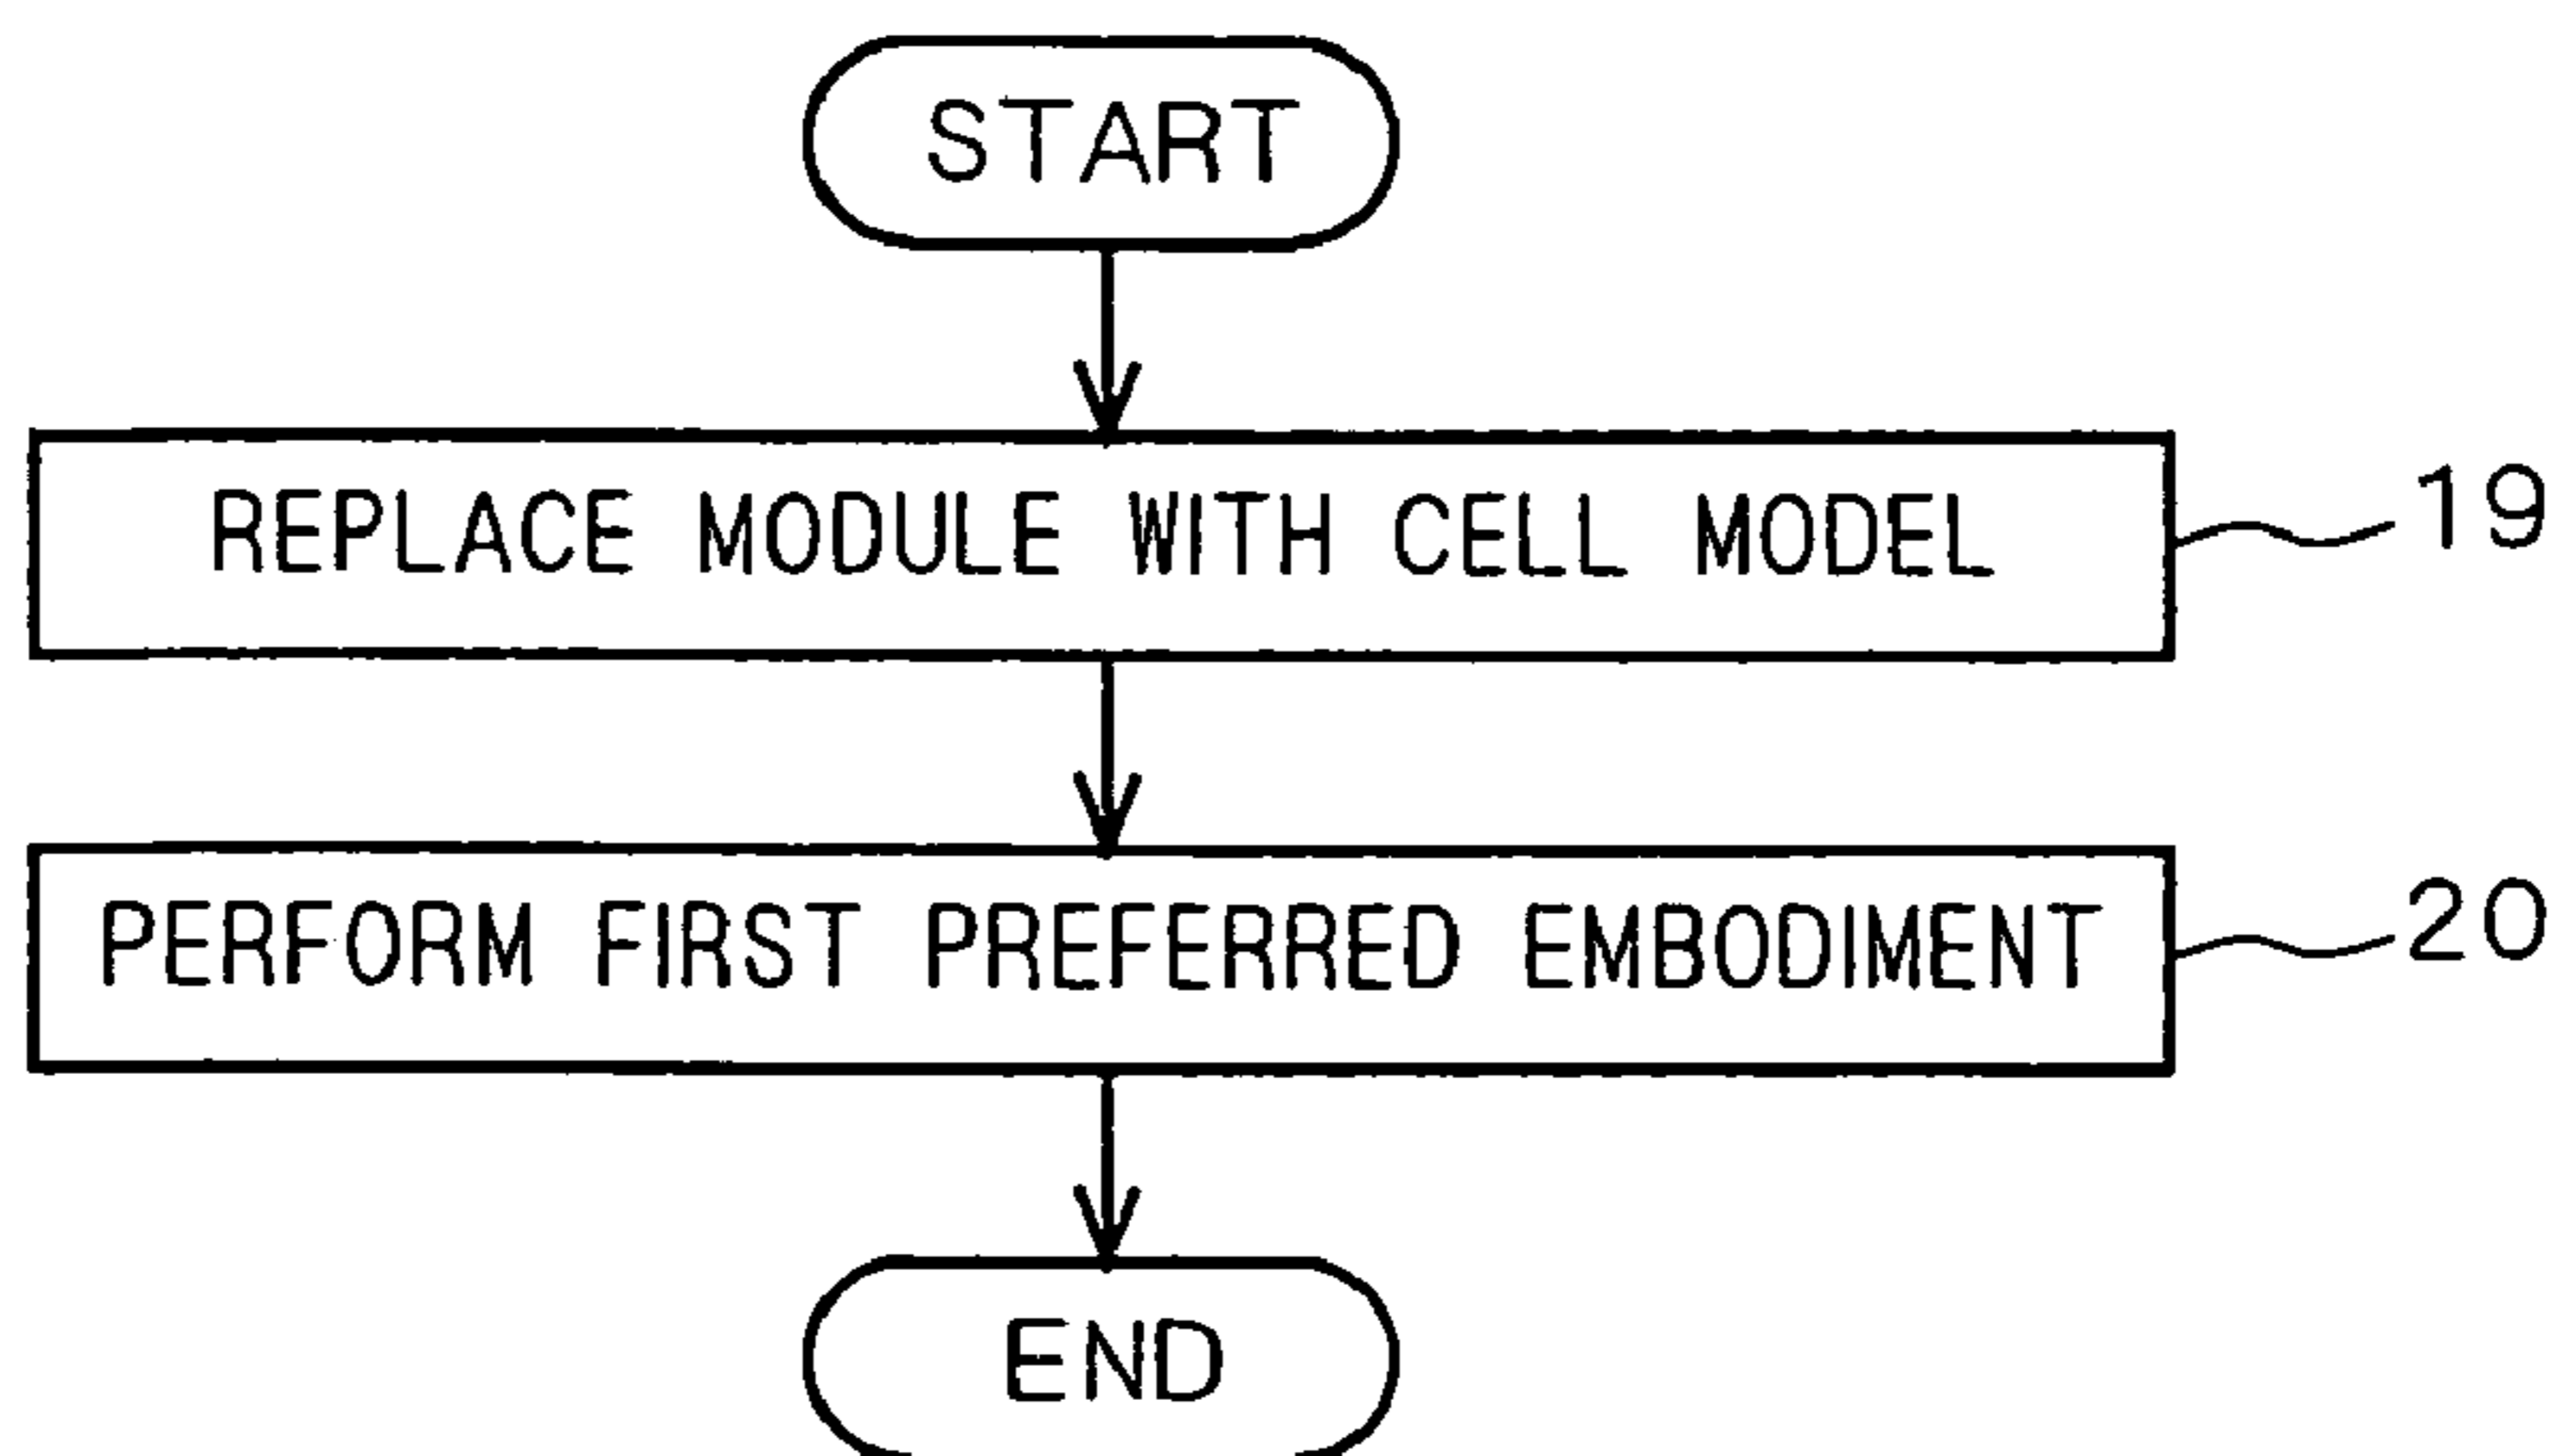 START
REPLACE MODULE WITH CELL MODEL
19
PERFORM FIRST PREFERRED EMBODIMENT
20
END